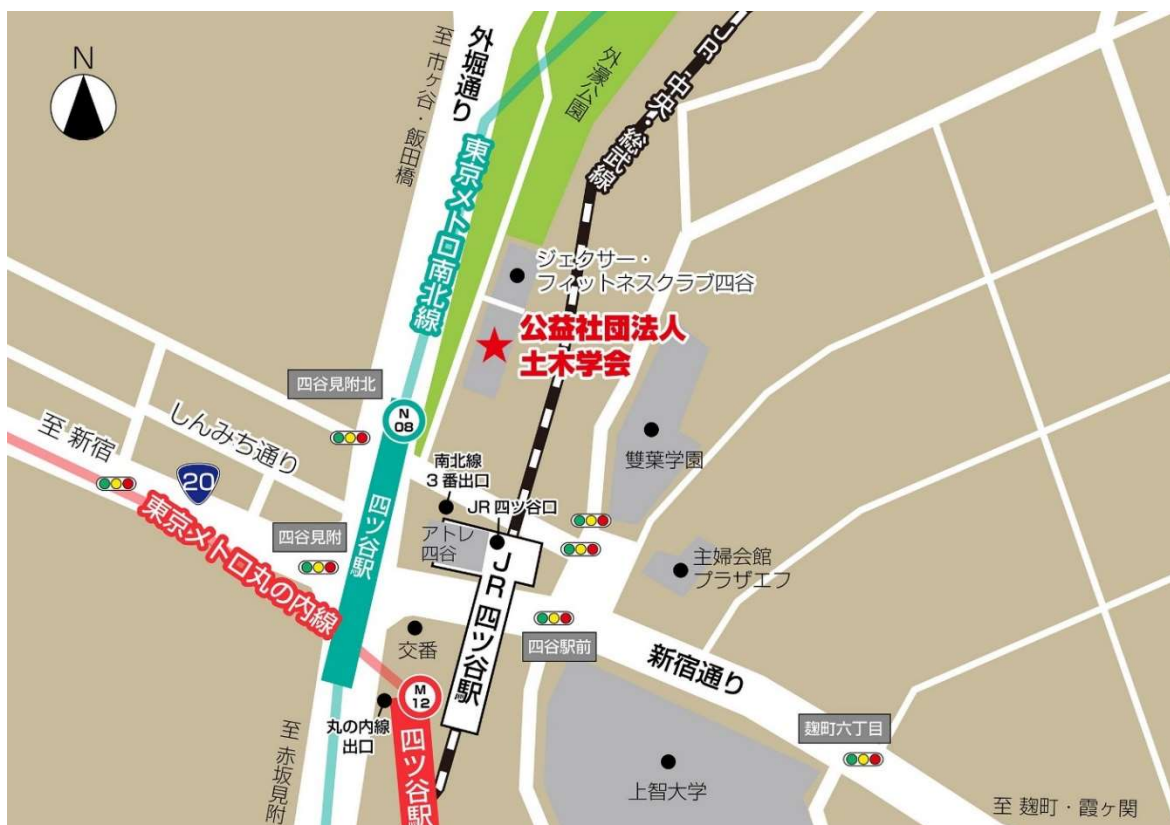 N
至 市ヶ谷・飯田橋
外堀通り
東京メトロ南北線
外濠公園
JR 中央・総武線
ジェクサー・
フィットネスクラブ四谷
公益社団法人
土木学会
四谷見附北
N
08
しんみち通り
至 新宿
20
南北線
3番出口
JR四ツ谷口
雙葉学園
東京メトロ丸の内線
四谷見附
四ツ谷駅
アトレ
四谷
JR 四ツ谷駅
主婦会館
プラザエフ
交番
四谷駅前
新宿通り
M
12
丸の内線
出口
四ツ谷駅
至 赤坂見附
麹町六丁目
上智大学
至 麹町・霞ヶ関